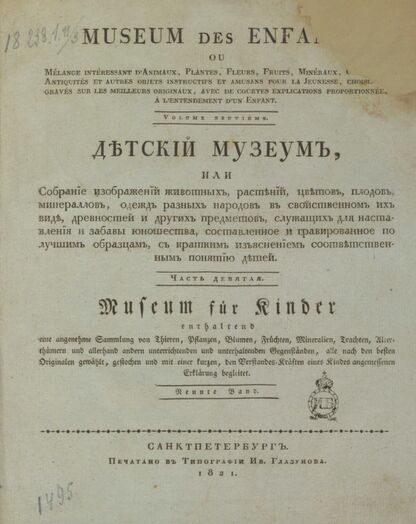 18238.1.11/5
MUSEUM DES ENFA
OU
MÉLANGE INTÉRESSANT D'ANIMAUX, PLANTES, FLEURS, FRUITS, MINÉRAUX,
ANTIQUITÉS ET AUTRES OBJETS INSTRUCTIFS ET AMUSANS POUR LA JEUNESSE, CHOISI
GRAVÉS SUR LES MEILLEURS ORIGINAUX, AVEC DE COURTES EXPLICATIONS PROPORTIONNÉE,
A L'ENTENDEMENT D'UN ENFANT.
VOLUME NEUTIÈME.
ДѢТСКІЙ МУЗЕУМЪ,
ИЛИ
Собраніе изображеній животныхъ, растѣній, цвѣтовъ, плодовъ,
минералловъ, одеждъ разныхъ народовъ въ свойственномъ ихъ
видѣ, древностей и другихъ предметовъ, служащихъ для наста-
вленія и забавы юношества, составленное и гравированное по
лучшимъ образцамъ, съ краткимъ изъясненіемъ соотвѣтствен-
нымъ понятію дѣтей.
ЧАСТЬ ДЕВЯТАЯ.
Museum für Kinder
enthaltend
eine angenehme Sammlung von Thieren, Pflanzen, Blumen, Früchten, Mineralien, Trachten, Alter-
thümern und allerhand andern unterrichtenden und unterhaltenden Gegenständen, alle nach den besten
Originalen gewählt, gestochen und mit einer kurzen, den Verstandes-Kräften eines Kindes angemessenen
Erklärung begleitet.
Neunte Band.
САНКТПЕТЕРБУРГЪ.
ПЕЧАТАНО ВЪ ТИПОГРАФІИ ИВ. ГЛАЗУНОВА.
1821.
1495